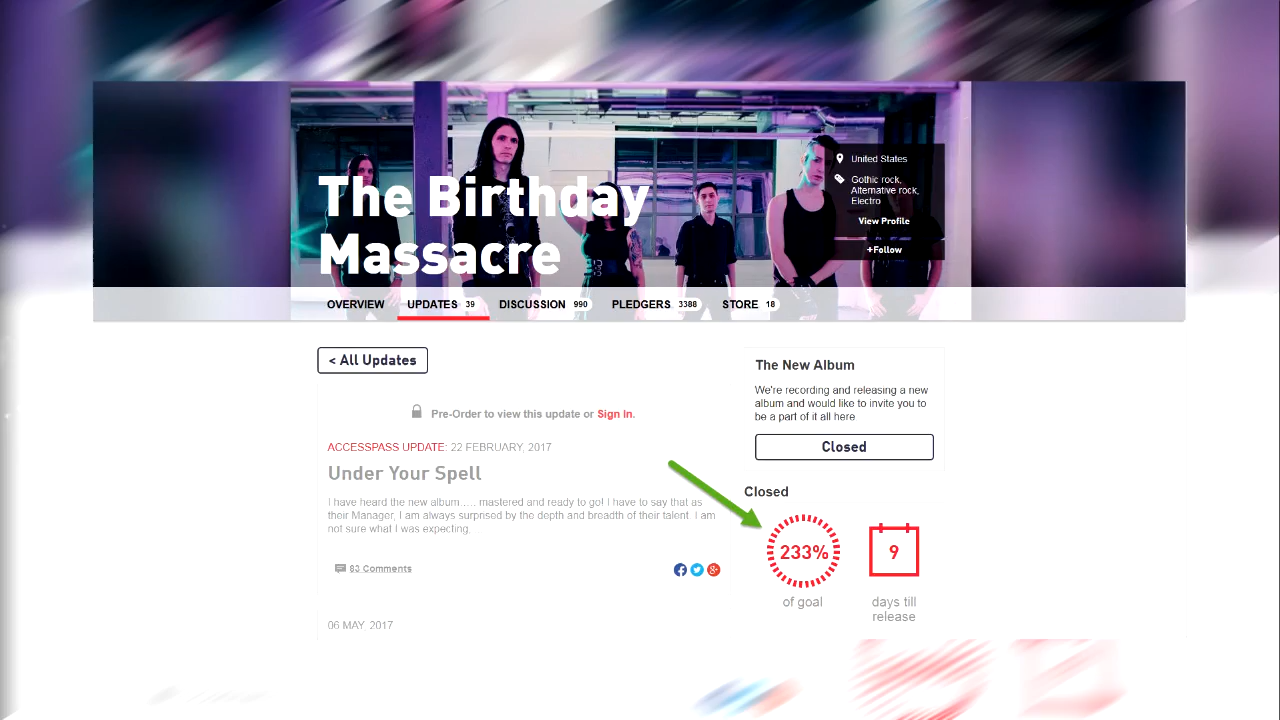 The Birthday
Massacre
United States
Gothic rock,
Alternative rock,
Electro
View Profile
+Follow
OVERVIEW UPDATES 39 DISCUSSION 990 PLEDGERS 3388 STORE 18
< All Updates
Pre-Order to view this update or Sign In.
ACCESSPASS UPDATE: 22 FEBRUARY, 2017
Under Your Spell
I have heard the new album .... mastered and ready to go! I have to say that as
their Manager, I am always surprised by the depth and breadth of their talent. I am
not sure what I was expecting,
83 Comments
06 MAY, 2017
The New Album
We're recording and releasing a new
album and would like to invite you to
be a part of it all here
Closed
Closed
233%
of goal
9
days till
release